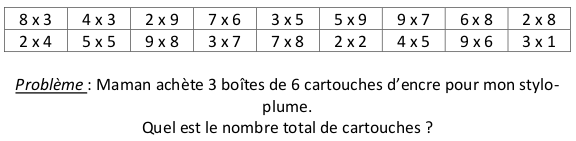 8 x 3 4 x 3 2 x 9 7 x 6 3 x 5 5 x 9 9 x 7 6 x 8 2 x 8
2 x 4 5 x 5 9 x 8 3 x 7 7 x 8 2 x 2 4 x 5 9 x 6 3 x 1
Problème : Maman achète 3 boîtes de 6 cartouches d’encre pour mon stylo-
plume.
Quel est le nombre total de cartouches ?